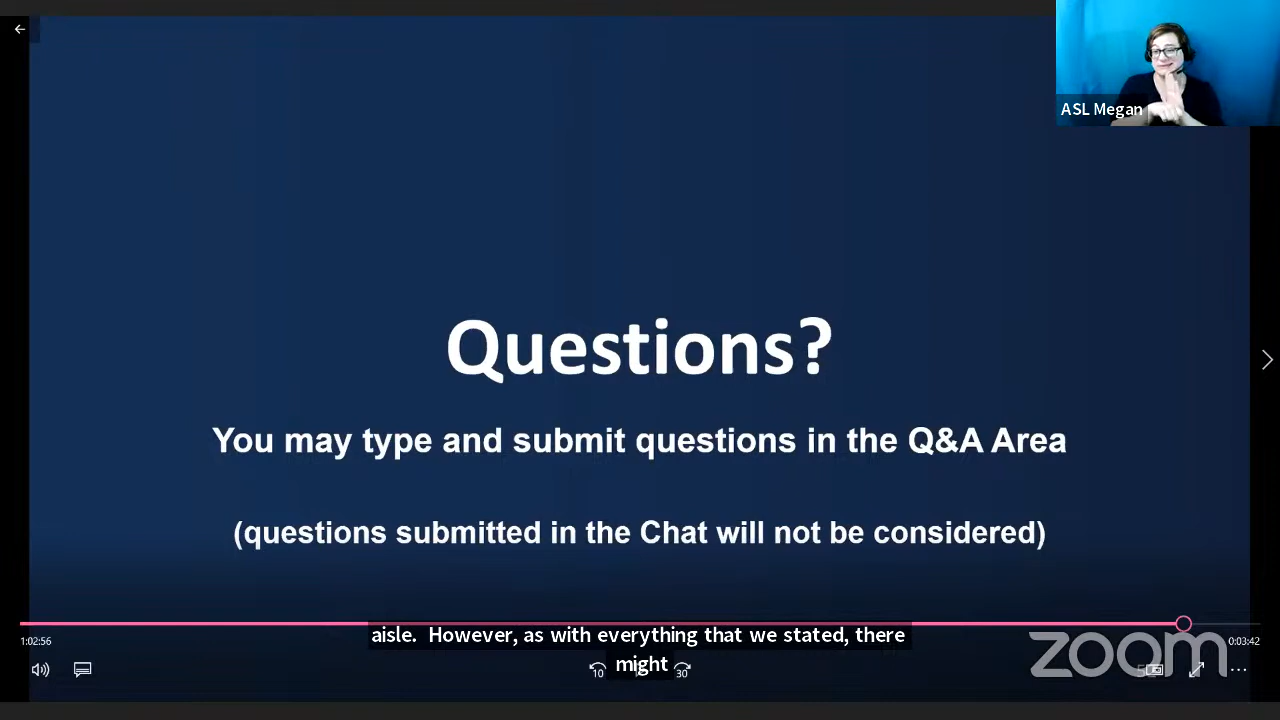 ASL Megan
Questions?
You may type and submit questions in the Q&A Area
(questions submitted in the Chat will not be considered)
aisle.  However, as with everything that we stated, there
might
1:02:56
0:03:42
zoom
10
30